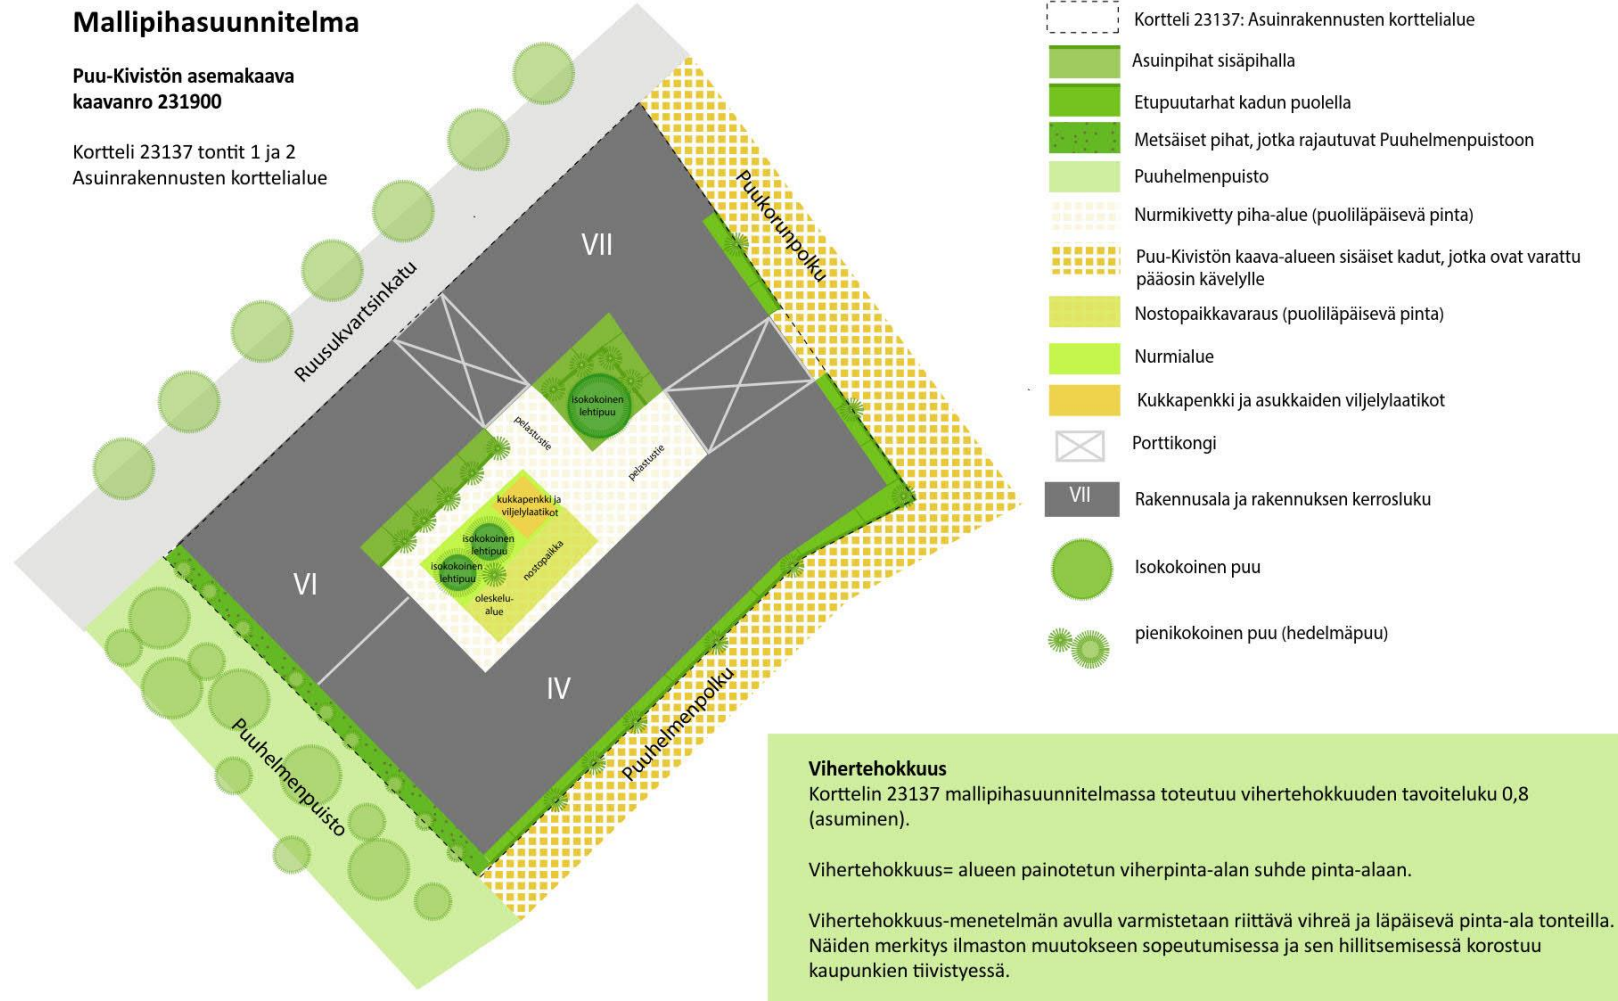 Mallipihasuunnitelma
Puu-Kivistön asemakaava
kaavanro 231900
Kortteli 23137 tontit 1 ja 2
Asuinrakennusten korttelialue
Ruusukvartsinkatu
Puukorunpolku
VII
isokokoinen
lehtipuu
pelastustie
pelastustie
kukkapenkki ja
viljelylaatikot
isokokoinen
lehtipuu
isokokoinen
lehtipuu
nostopaikka
oleskelu-
alue
VI
IV
Puuhelmenpolku
Puuhelmenpuisto
Kortteli 23137: Asuinrakennusten korttelialue
Asuinpihat sisäpihalla
Etupuutarhat kadun puolella
Metsäiset pihat, jotka rajautuvat Puuhelmenpuistoon
Puuhelmenpuisto
Nurmikivetty piha-alue (puoliläpäisevä pinta)
Puu-Kivistön kaava-alueen sisäiset kadut, jotka ovat varattu
pääosin kävelylle
Nostopaikkavaraus (puoliläpäisevä pinta)
Nurmialue
Kukkapenkki ja asukkaiden viljelylaatikot
Porttikongi
VII
Rakennusala ja rakennuksen kerrosluku
Isokokoinen puu
pienikokoinen puu (hedelmäpuu)
Vihertehokkuus
Korttelin 23137 mallipihasuunnitelmassa toteutuu vihertehokkuuden tavoiteluku 0,8
(asuminen).
Vihertehokkuus= alueen painotetun viherpinta-alan suhde pinta-alaan.
Vihertehokkuus-menetelmän avulla varmistetaan riittävä vihreä ja läpäisevä pinta-ala tonteilla.
Näiden merkitys ilmaston muutokseen sopeutumisessa ja sen hillitsemisessä korostuu
kaupunkien tiivistyessä.